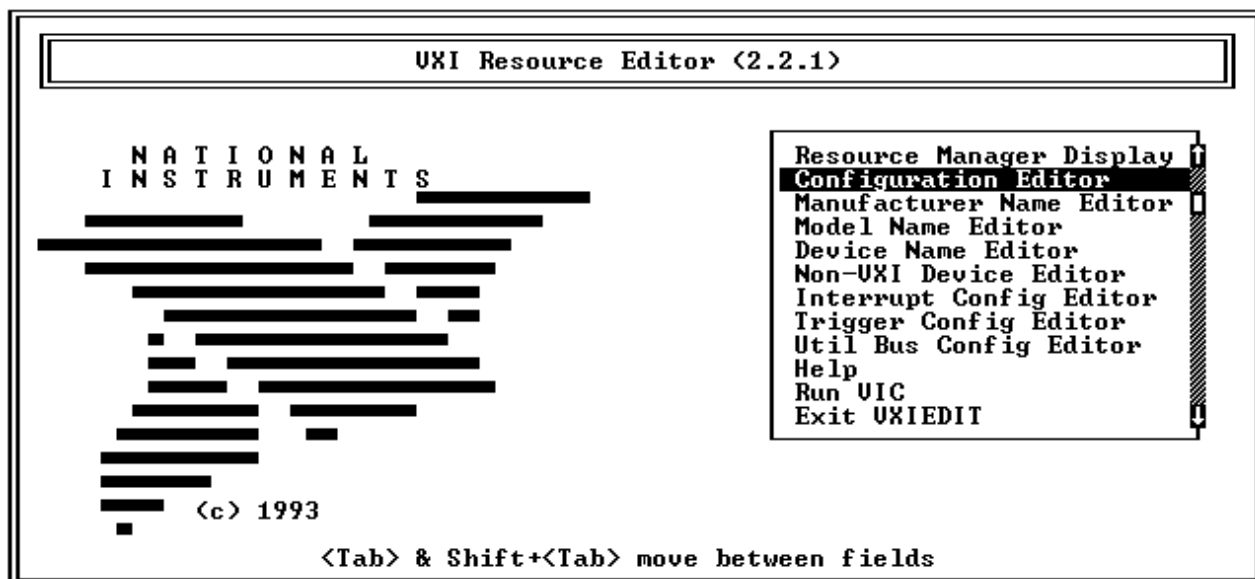 VXI Resource Editor (2.2.1)
N A T I O N A L
I N S T R U M E N T S
Resource Manager Display
Configuration Editor
Manufacturer Name Editor
Model Name Editor
Device Name Editor
Non-VXI Device Editor
Interrupt Config Editor
Trigger Config Editor
Util Bus Config Editor
Help
Run VIC
Exit VXIEDIT
(c) 1993
<Tab> & Shift+<Tab> move between fields